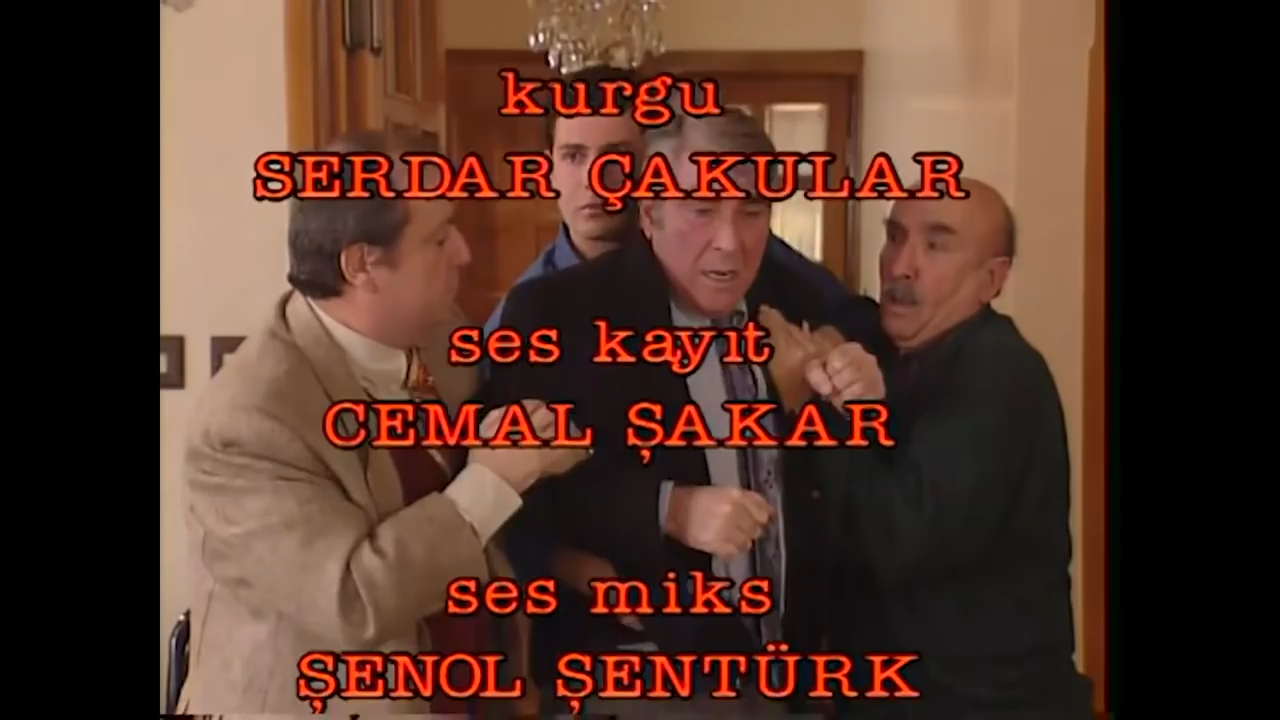 kurgu
SERDAR ÇAKULAR
ses kayıt
CEMAL ŞAKAR
ses miks
ŞENOL ŞENTÜRK